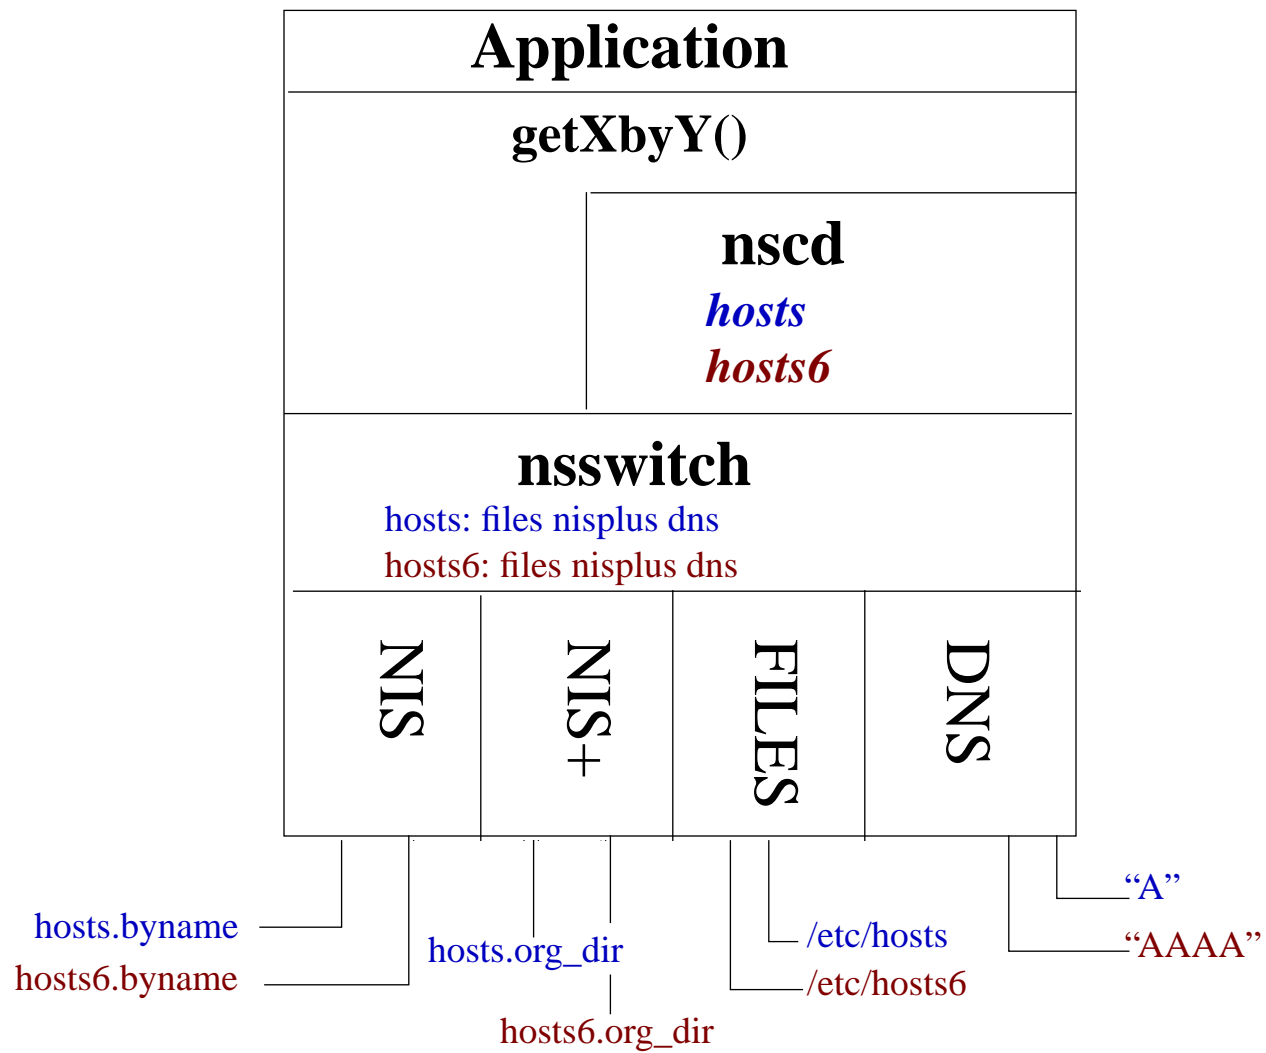 Application
getXbyY()
nscd
hosts
hosts6
nsswitch
hosts: files nisplus dns
hosts6: files nisplus dns
NIS
NIS+
FILES
DNS
hosts.byname
hosts6.byname
hosts.org_dir
hosts6.org_dir
/etc/hosts
/etc/hosts6
“A”
“AAAA”